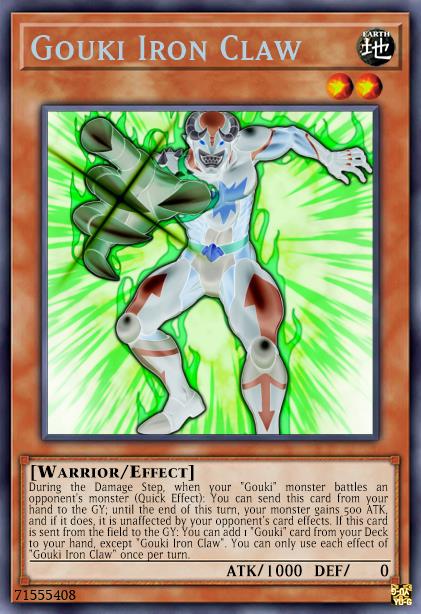 GOUKI IRON CLAW
EARTH
地
[WARRIOR/EFFECT]
During the Damage Step, when your "Gouki" monster battles an
opponent's monster (Quick Effect): You can send this card from your
hand to the GY; until the end of this turn, your monster gains 500 ATK,
and if it does, it is unaffected by your opponent's card effects. If this card
is sent from the field to the GY: You can add 1 "Gouki" card from your Deck
to your hand, except "Gouki Iron Claw". You can only use each effect of
"Gouki Iron Claw" once per turn.
ATK/1000 DEF/ 0
71555408